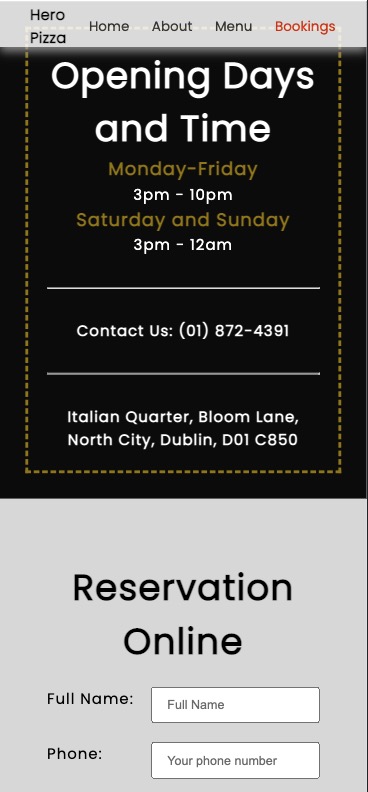 Hero
Pizza
Home About Menu Bookings
Opening Days
and Time
Monday-Friday
3pm - 10pm
Saturday and Sunday
3pm - 12am
Contact Us: (01) 872-4391
Italian Quarter, Bloom Lane,
North City, Dublin, D01 C850
Reservation
Online
Full Name: Full Name
Phone: Your phone number